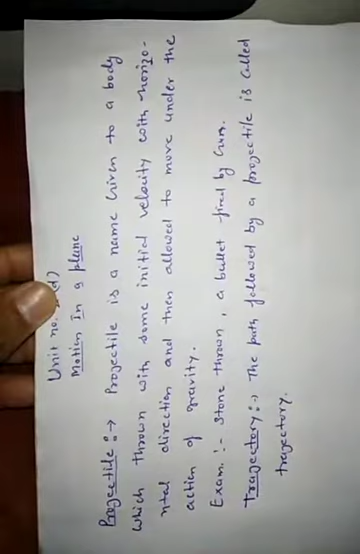 Unit no.
Motion In a plane
Projectile :→ Projectile is a name Given to a body
which thrown with some initial velocity with horizo-
ntal direction and then allowed to move under the
action of gravity.
Exam. :- Stone thrown, a bullet fired by Gun.
Trajectory :→ The path followed by a projectile is called
trajectory.